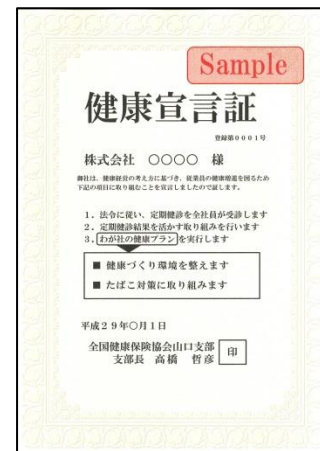 Sample
健康宣言証
登録第0001号
株式会社　○○○○　様
御社は、健康経営の考え方に基づき、従業員の健康増進を図るため
下記の項目に取り組むことを宣言しましたので証します。
1．法令に従い、定期健診を全社員が受診します
2．定期健診結果を活かす取り組みを行います
3．わが社の健康プランを実行します
■ 健康づくり環境を整えます
■ たばこ対策に取り組みます
平成29年○月1日
全国健康保険協会山口支部
支部長　高橋　哲彦
印